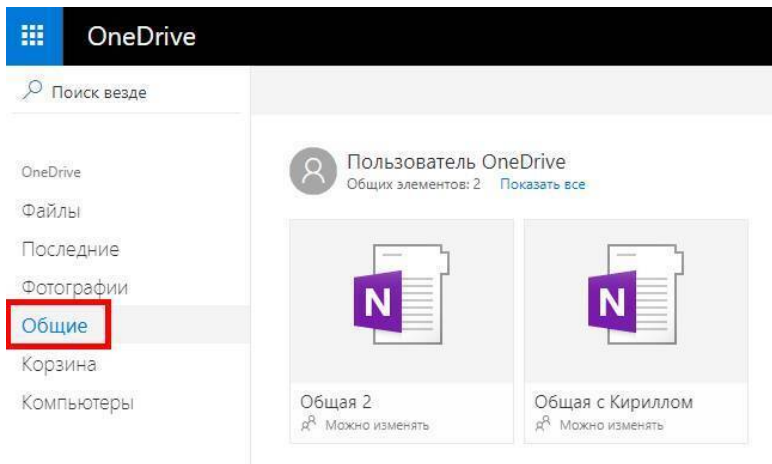 OneDrive
Поиск везде
OneDrive
Файлы
Последние
Фотографии
Общие
Корзина
Компьютеры
Пользователь OneDrive
Общих элементов: 2 Показать все
N
N
Общая 2
Можно изменять
Общая с Кириллом
Можно изменять